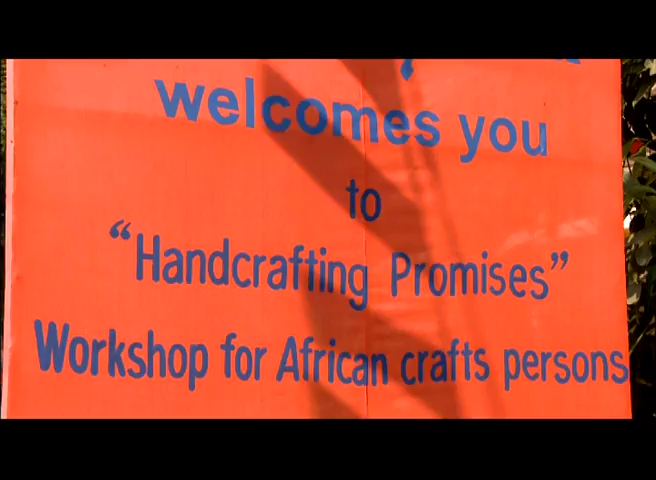 welcomes you
to
“Handcrafting Promises”
Workshop for African crafts persons